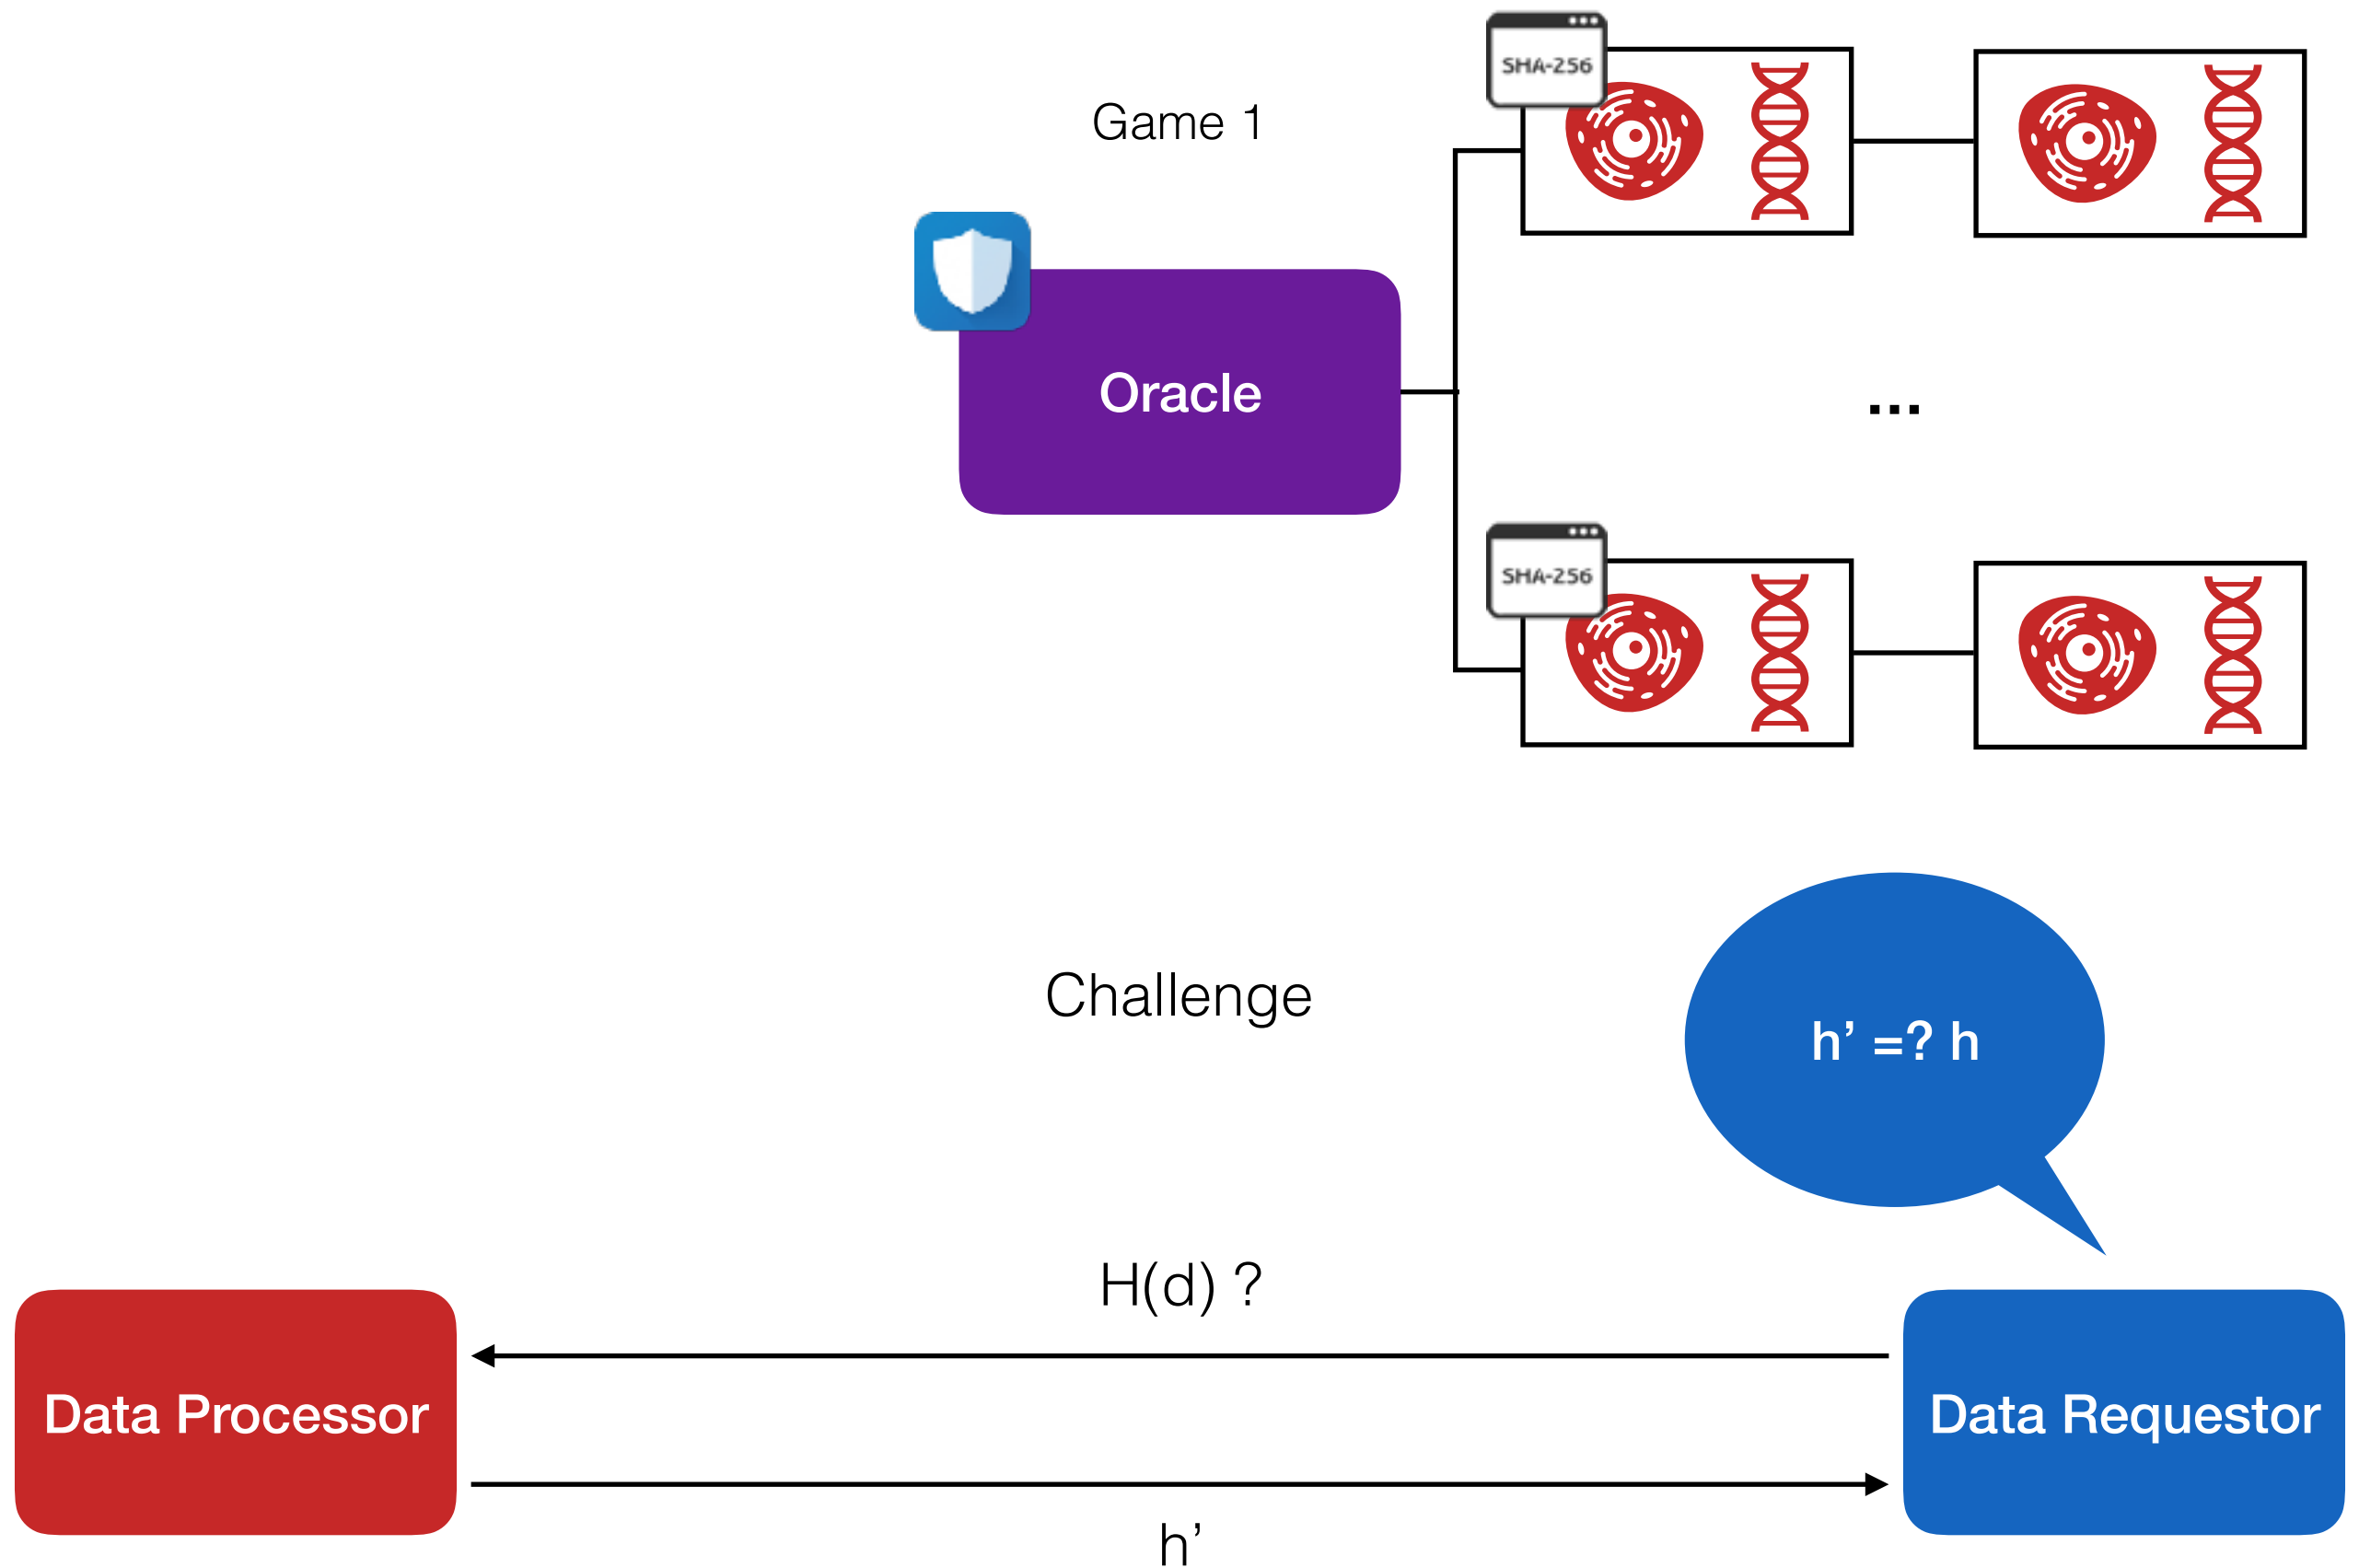 SHA-256
Game 1
Oracle
...
SHA-256
Challenge
h’ =? h
H(d) ?
Data Processor
Data Requestor
h’